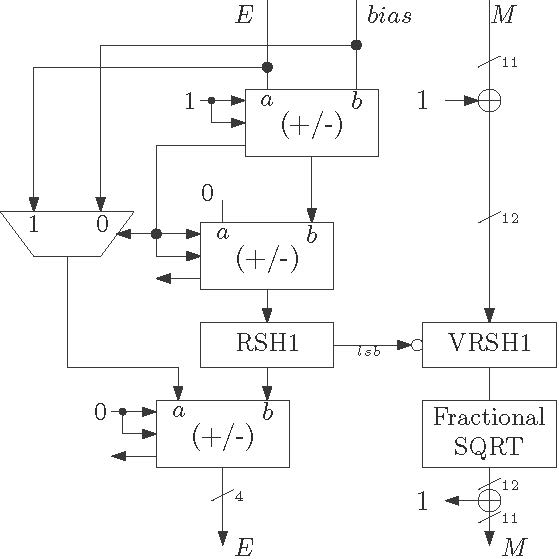 E bias M
11
1 a b 1
(+/-)
0
1 0 a b 12
(+/-)
RSH1 lsb VRSH1
0 a b Fractional
(+/-) SQRT
12
4 1
11
E M